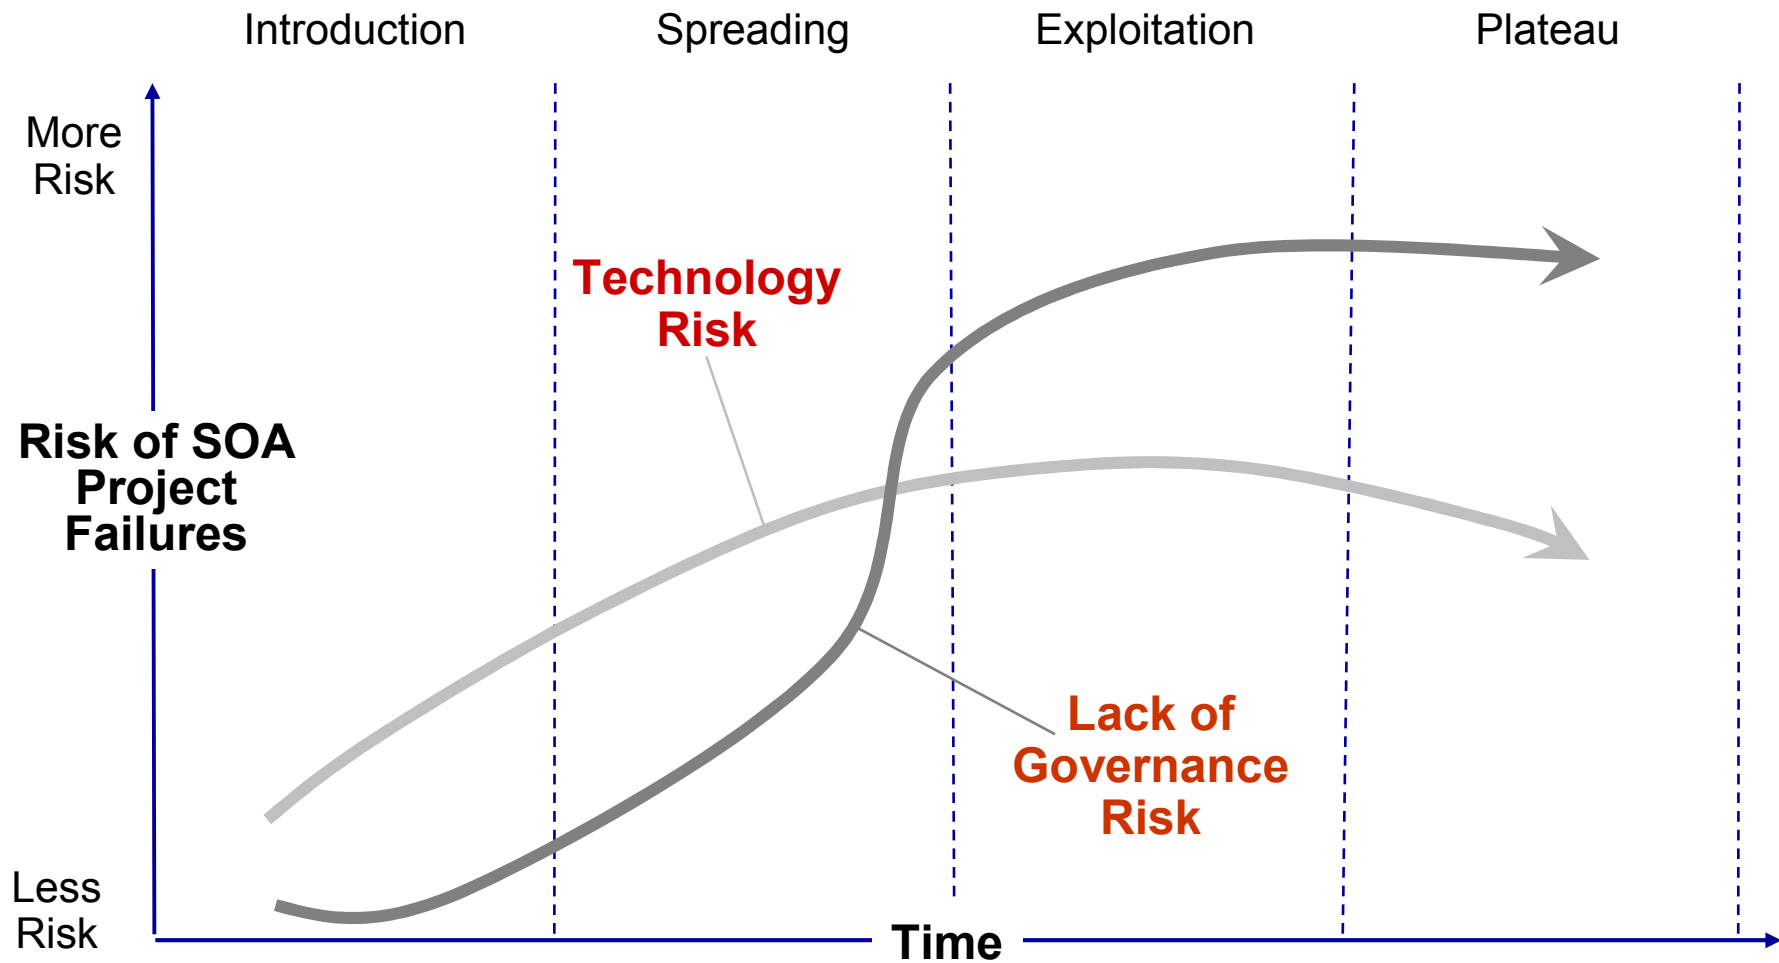 Introduction Spreading Exploitation Plateau
More
Risk
Technology
Risk
Risk of SOA
Project
Failures
Lack of
Governance
Risk
Less
Risk
Time